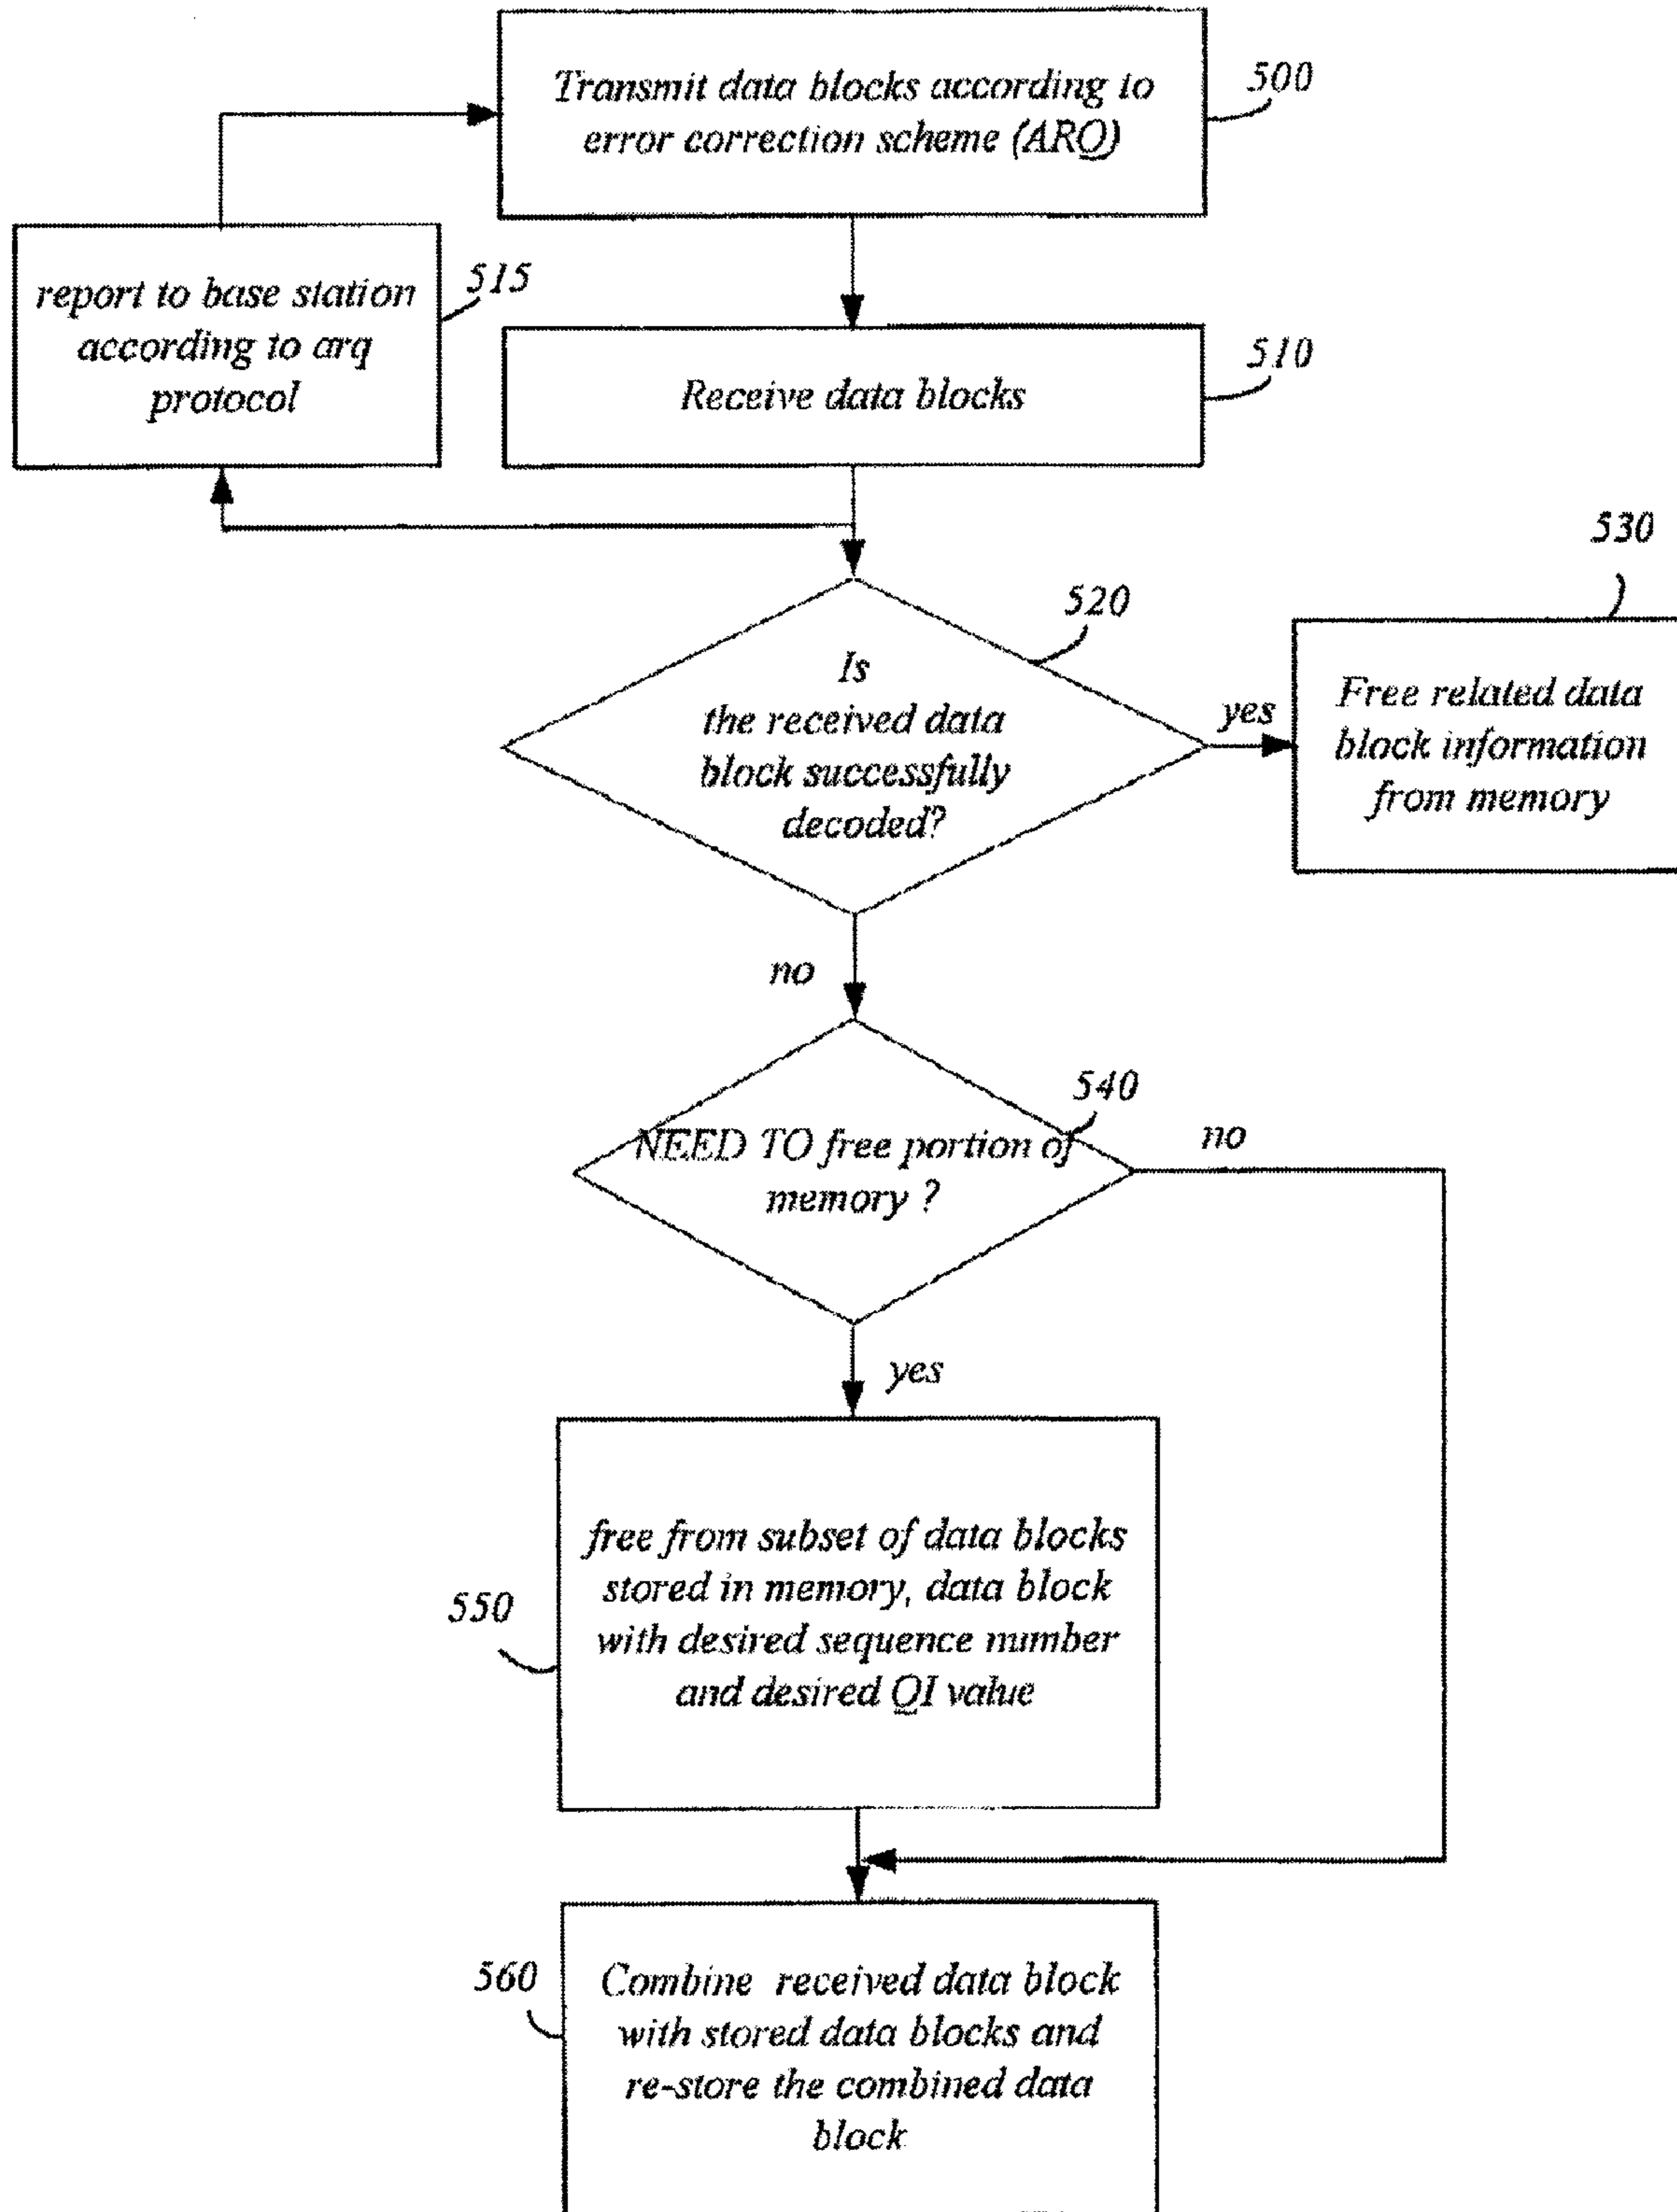 Transmit data blocks according to
error correction scheme (ARQ)
500
report to base station
according to arq
protocol
515
Receive data blocks
510
530
520
Is
the received data
block successfully
decoded?
yes
Free related data
block information
from memory
no
540
NEED TO free portion of
memory ?
no
yes
free from subset of data blocks
stored in memory, data block
with desired sequence number
and desired QI value
550
560
Combine received data block
with stored data blocks and
re-store the combined data
block